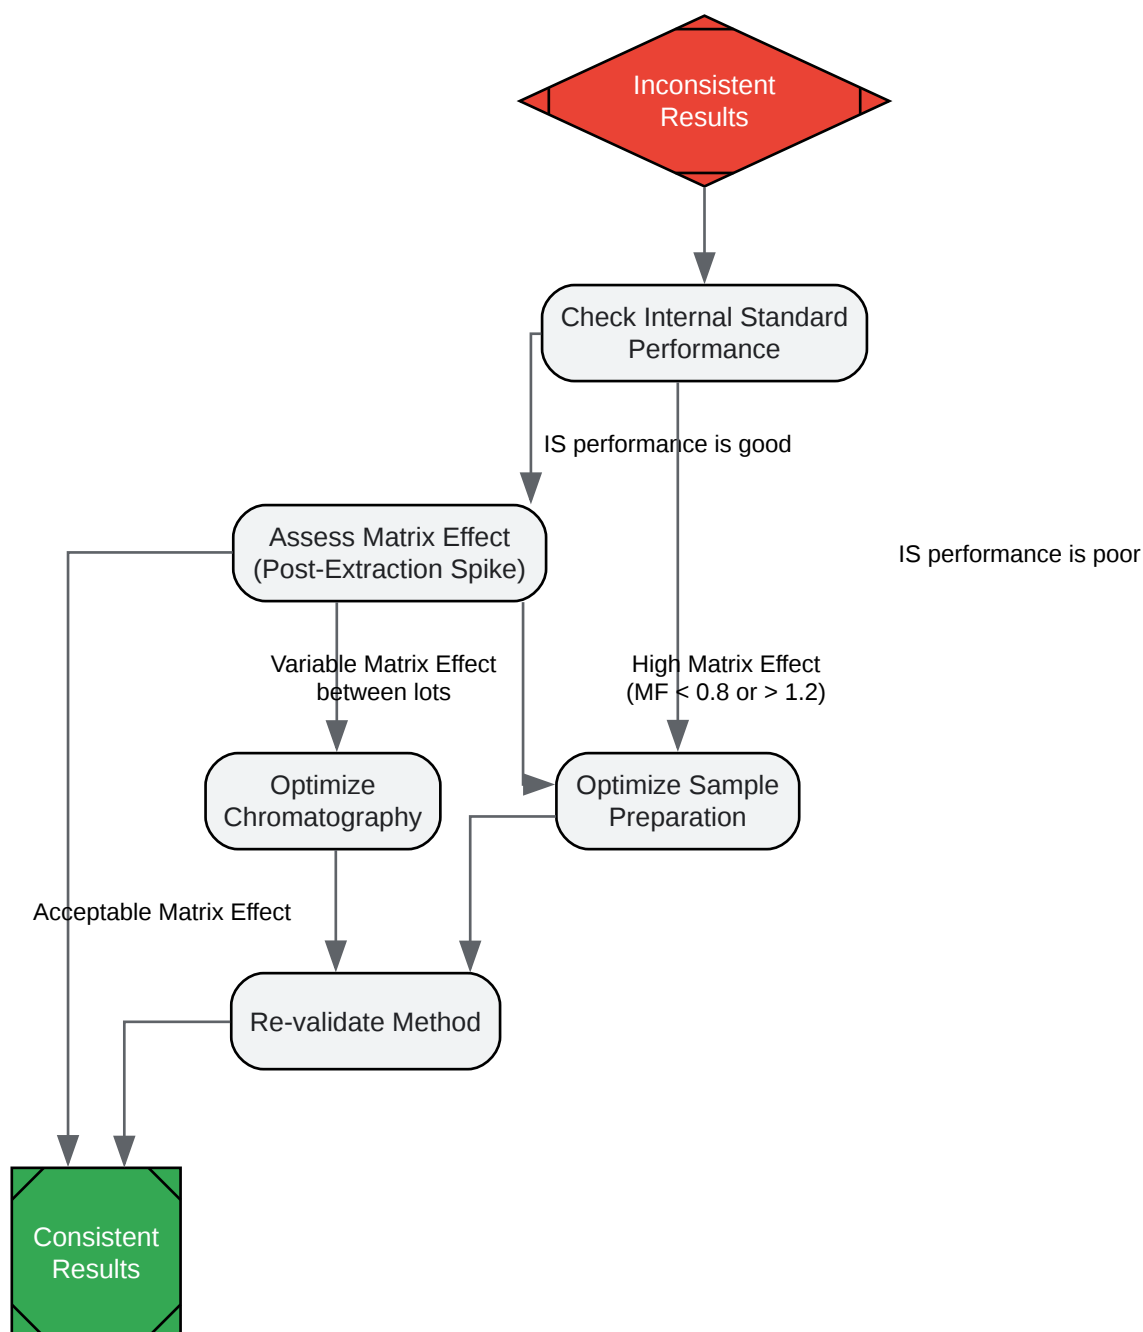 Inconsistent
Results
Check Internal Standard
Performance
IS performance is good
Assess Matrix Effect
(Post-Extraction Spike)
IS performance is poor
Variable Matrix Effect
between lots
High Matrix Effect
(MF < 0.8 or > 1.2)
Optimize
Chromatography
Optimize Sample
Preparation
Acceptable Matrix Effect
Re-validate Method
Consistent
Results